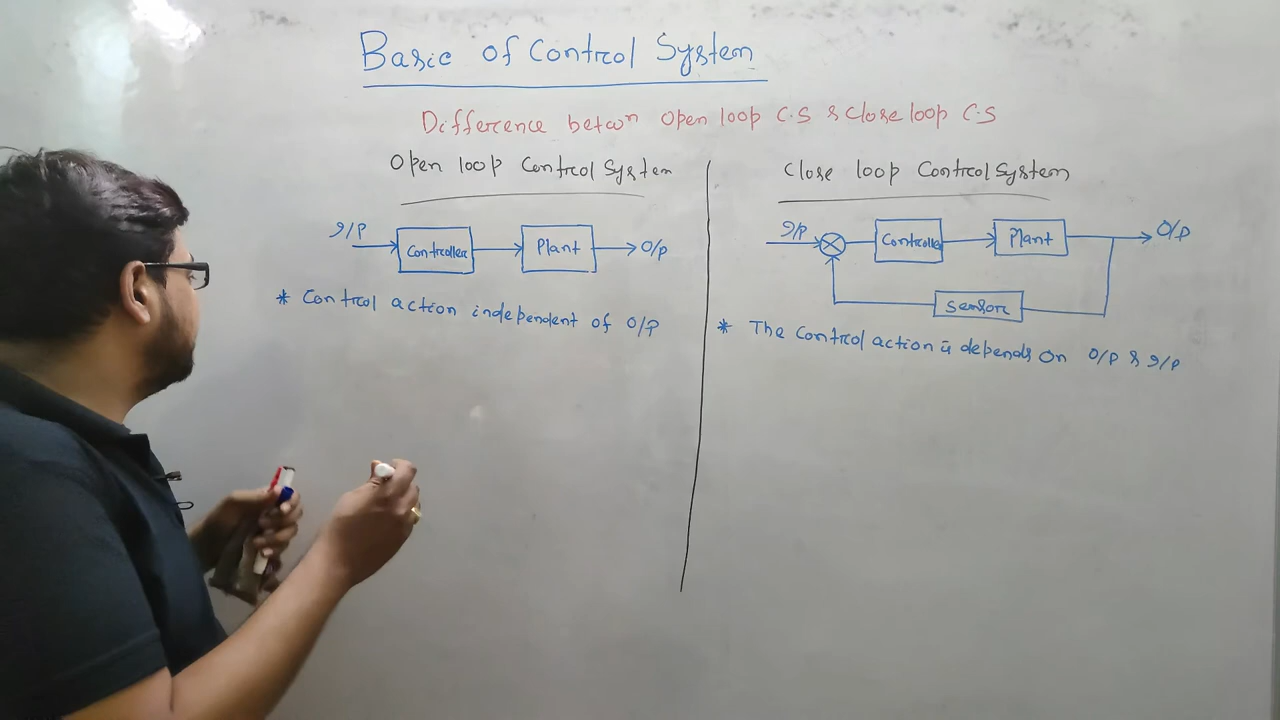 Basic of Control System
Difference betwn Open loop C.S & Close loop C.S
Open loop Control System
I/P Controller Plant O/P
* Control action independent of O/P
Close loop Control System
I/P Controller Plant O/P
Sensor
* The Control action is depends On O/P & I/P